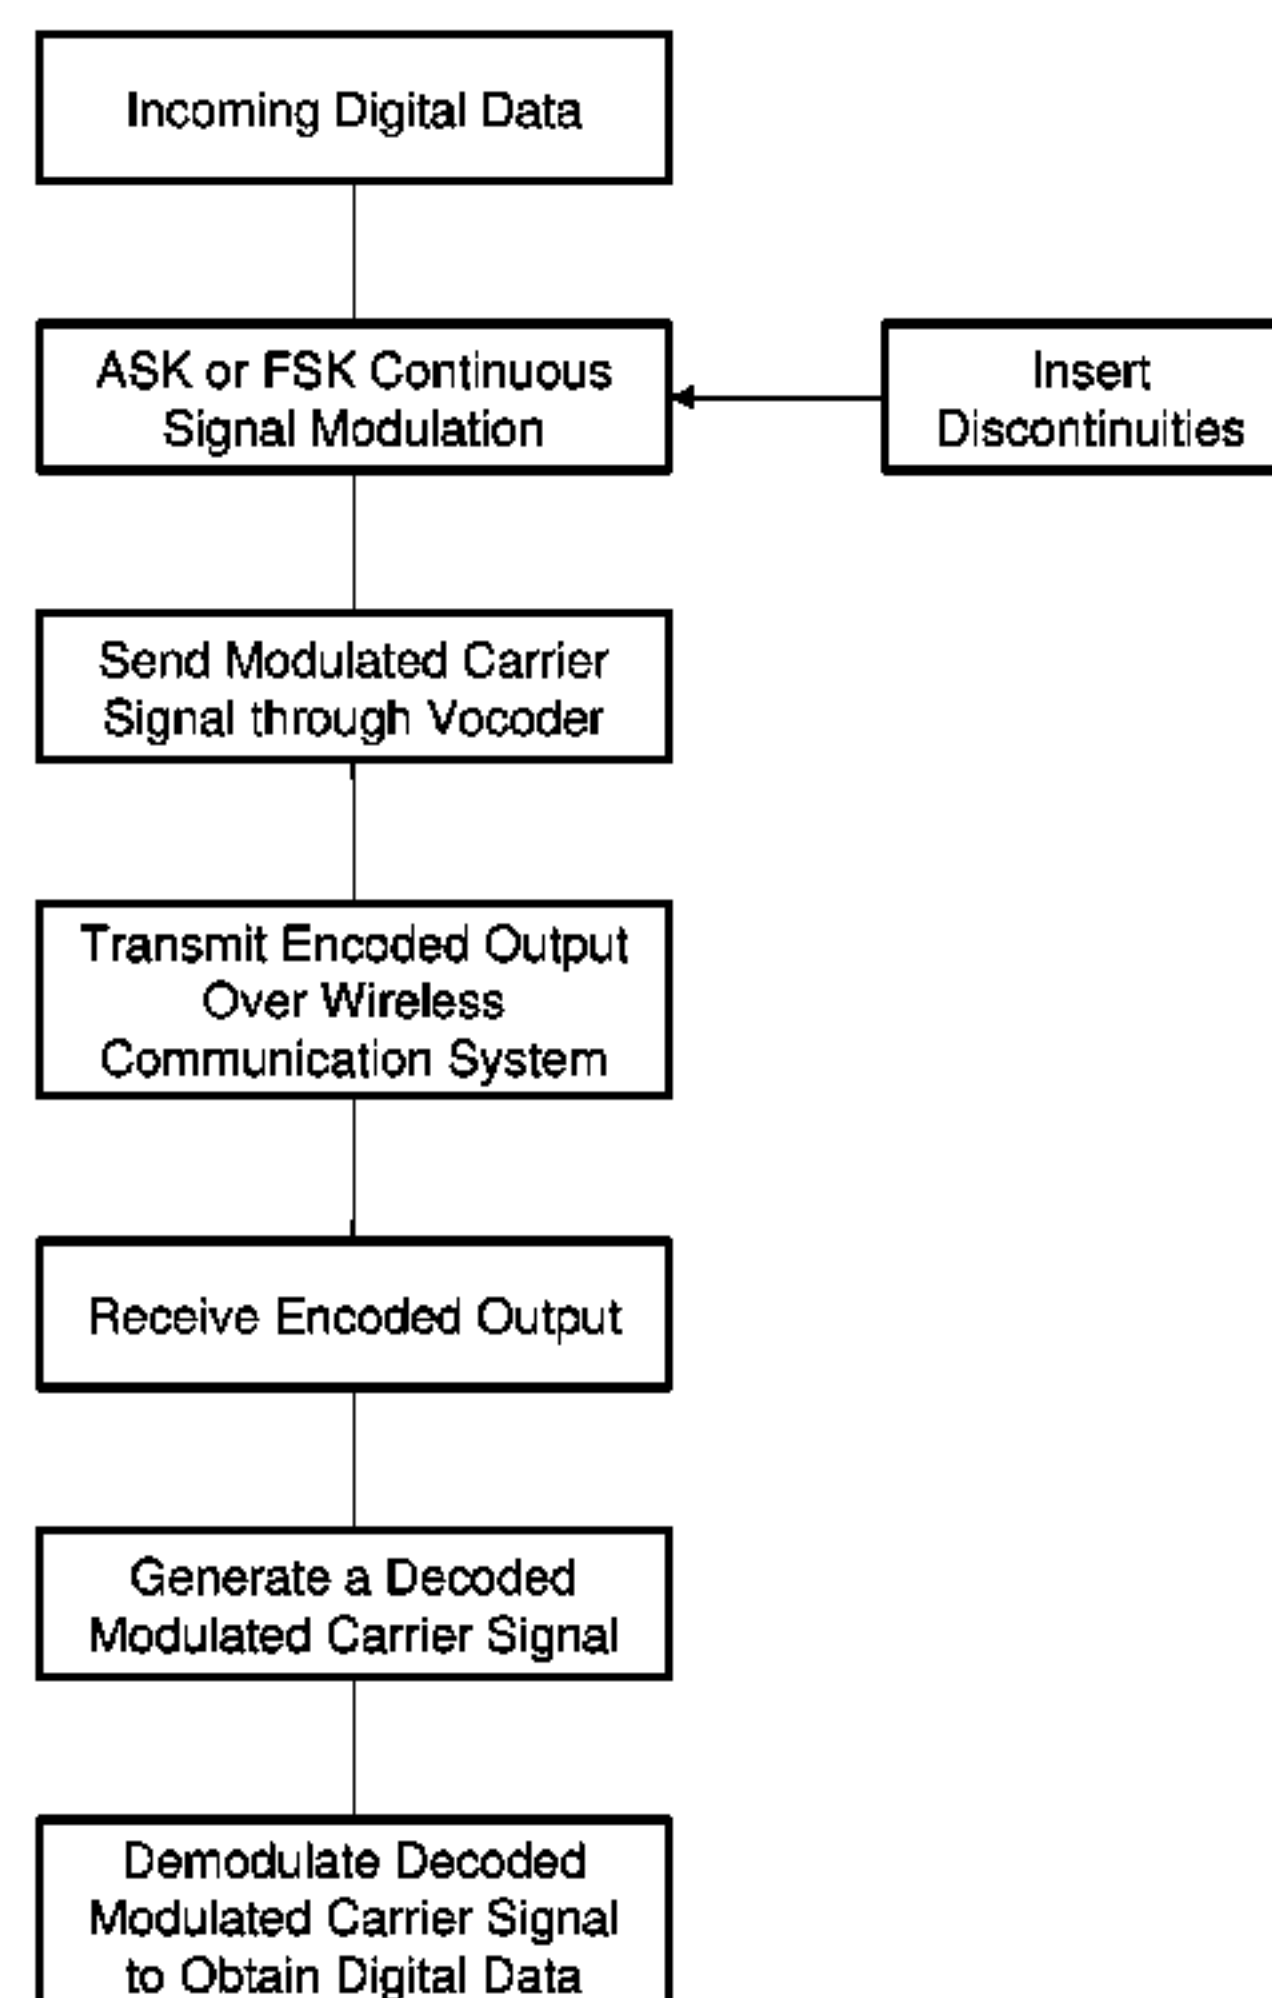 Incoming Digital Data
ASK or FSK Continuous
Signal Modulation
Insert
Discontinuities
Send Modulated Carrier
Signal through Vocoder
Transmit Encoded Output
Over Wireless
Communication System
Receive Encoded Output
Generate a Decoded
Modulated Carrier Signal
Demodulate Decoded
Modulated Carrier Signal
to Obtain Digital Data